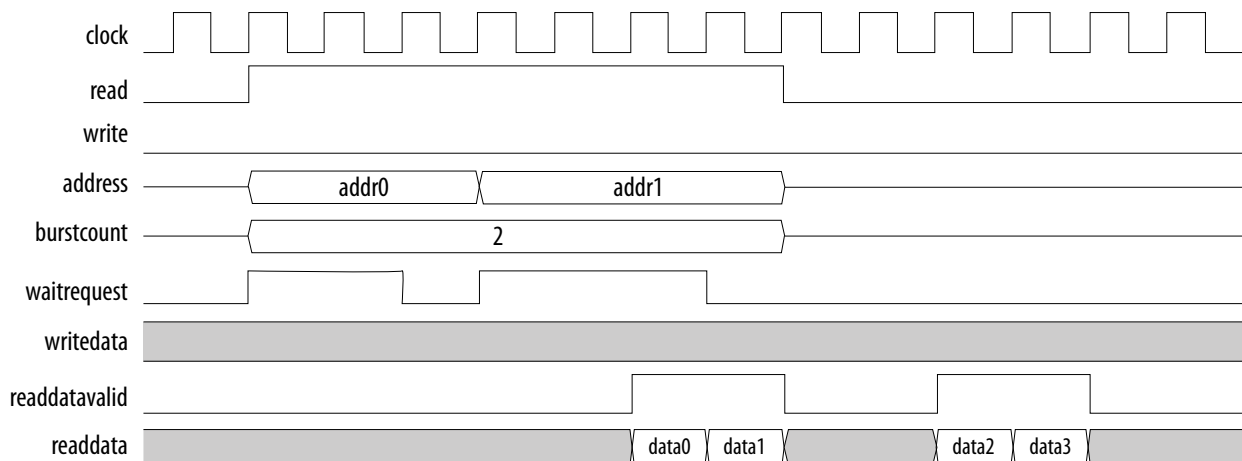 clock
read
write
address addr0 addr1
burstcount 2
waitrequest
writedata
readdatavalid
readdata data0 data1 data2 data3